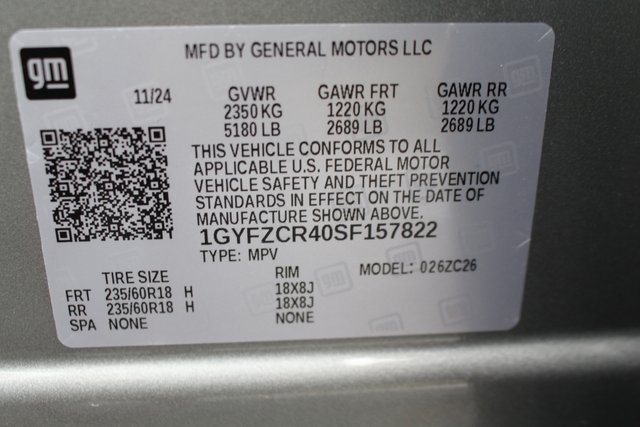 gm
MFD BY GENERAL MOTORS LLC
11/24 GVWR GAWR FRT GAWR RR
2350 KG 1220 KG 1220 KG
5180 LB 2689 LB 2689 LB
THIS VEHICLE CONFORMS TO ALL
APPLICABLE U.S. FEDERAL MOTOR
VEHICLE SAFETY AND THEFT PREVENTION
STANDARDS IN EFFECT ON THE DATE OF
MANUFACTURE SHOWN ABOVE.
1GYFZCR40SF157822
TYPE: MPV MODEL: 026ZC26
TIRE SIZE RIM
FRT 235/60R18 H 18X8J
RR 235/60R18 H 18X8J
SPA NONE NONE